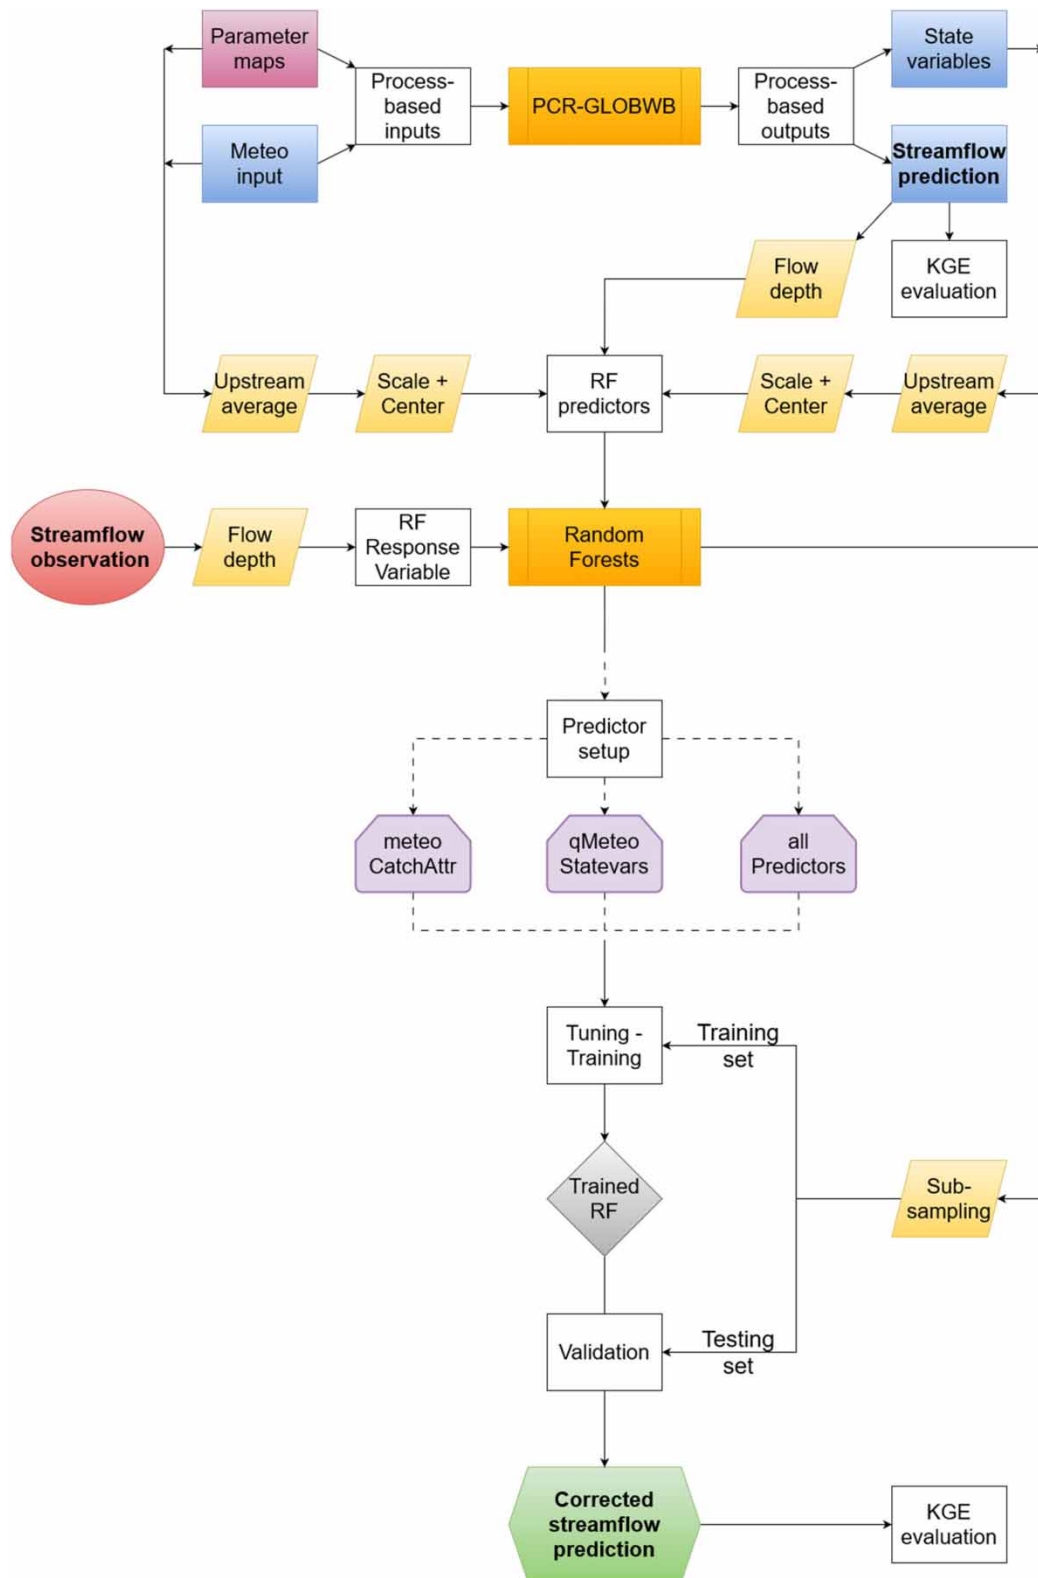 Parameter
maps
Process-
based
inputs
PCR-GLOBWB
Process-
based
outputs
State
variables
Meteo
input
Streamflow
prediction
Flow
depth
KGE
evaluation
Upstream
average
Scale +
Center
RF
predictors
Scale +
Center
Upstream
average
Streamflow
observation
Flow
depth
RF
Response
Variable
Random
Forests
Predictor
setup
meteo
CatchAttr
qMeteo
Statevars
all
Predictors
Tuning -
Training
Training
set
Trained
RF
Sub-
sampling
Validation
Testing
set
Corrected
streamflow
prediction
KGE
evaluation